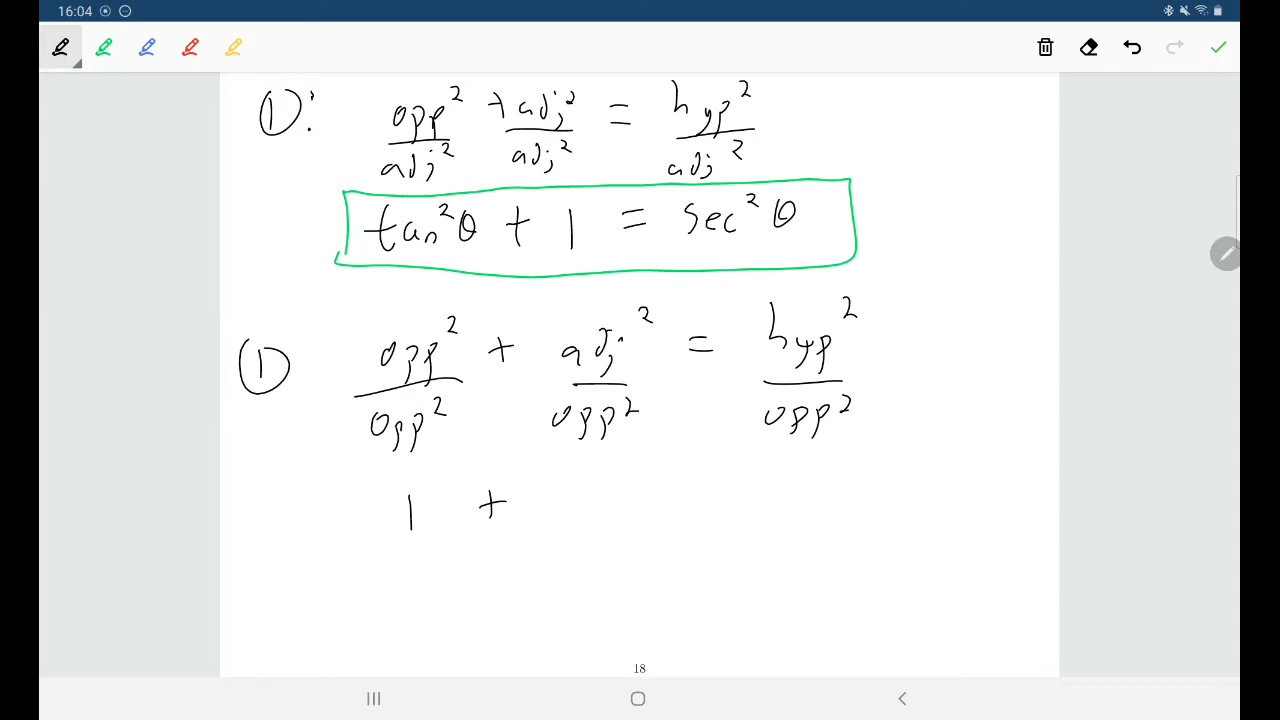 16:04
①: opp²/adj² + adj²/adj² = hyp²/adj²
tan²θ + 1 = sec²θ
① opp²/opp² + adj²/opp² = hyp²/opp²
1 +
18